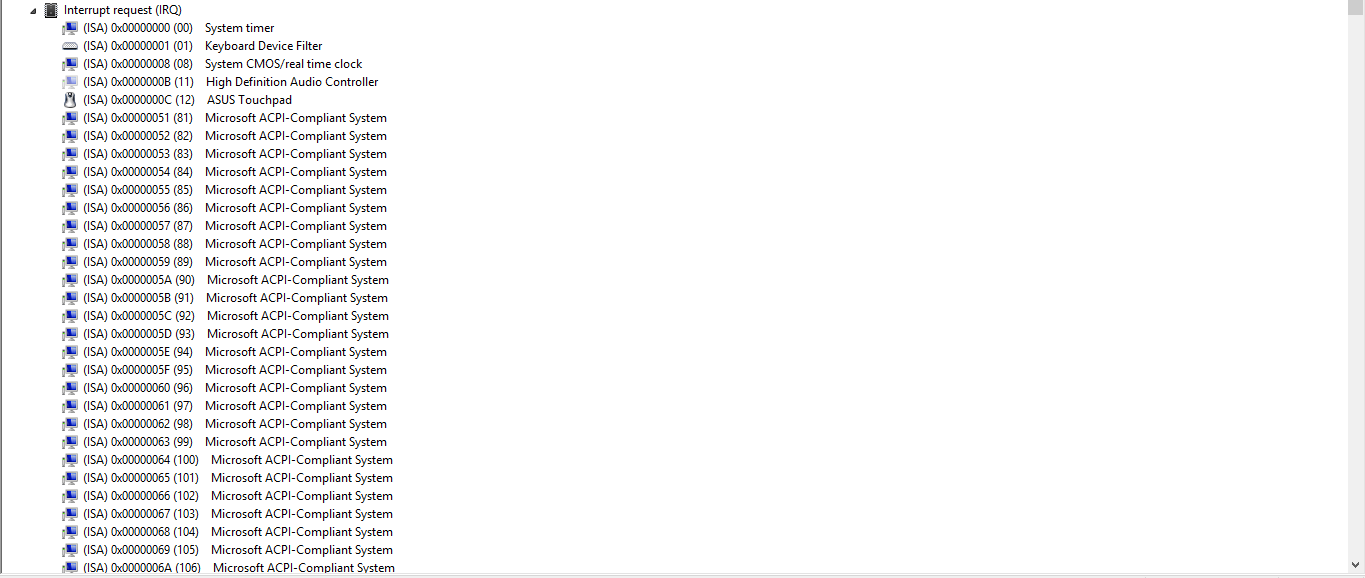 Interrupt request (IRQ)
(ISA) 0x00000000 (00) System timer
(ISA) 0x00000001 (01) Keyboard Device Filter
(ISA) 0x00000008 (08) System CMOS/real time clock
(ISA) 0x0000000B (11) High Definition Audio Controller
(ISA) 0x0000000C (12) ASUS Touchpad
(ISA) 0x00000051 (81) Microsoft ACPI-Compliant System
(ISA) 0x00000052 (82) Microsoft ACPI-Compliant System
(ISA) 0x00000053 (83) Microsoft ACPI-Compliant System
(ISA) 0x00000054 (84) Microsoft ACPI-Compliant System
(ISA) 0x00000055 (85) Microsoft ACPI-Compliant System
(ISA) 0x00000056 (86) Microsoft ACPI-Compliant System
(ISA) 0x00000057 (87) Microsoft ACPI-Compliant System
(ISA) 0x00000058 (88) Microsoft ACPI-Compliant System
(ISA) 0x00000059 (89) Microsoft ACPI-Compliant System
(ISA) 0x0000005A (90) Microsoft ACPI-Compliant System
(ISA) 0x0000005B (91) Microsoft ACPI-Compliant System
(ISA) 0x0000005C (92) Microsoft ACPI-Compliant System
(ISA) 0x0000005D (93) Microsoft ACPI-Compliant System
(ISA) 0x0000005E (94) Microsoft ACPI-Compliant System
(ISA) 0x0000005F (95) Microsoft ACPI-Compliant System
(ISA) 0x00000060 (96) Microsoft ACPI-Compliant System
(ISA) 0x00000061 (97) Microsoft ACPI-Compliant System
(ISA) 0x00000062 (98) Microsoft ACPI-Compliant System
(ISA) 0x00000063 (99) Microsoft ACPI-Compliant System
(ISA) 0x00000064 (100) Microsoft ACPI-Compliant System
(ISA) 0x00000065 (101) Microsoft ACPI-Compliant System
(ISA) 0x00000066 (102) Microsoft ACPI-Compliant System
(ISA) 0x00000067 (103) Microsoft ACPI-Compliant System
(ISA) 0x00000068 (104) Microsoft ACPI-Compliant System
(ISA) 0x00000069 (105) Microsoft ACPI-Compliant System
(ISA) 0x0000006A (106) Microsoft ACPI-Compliant System